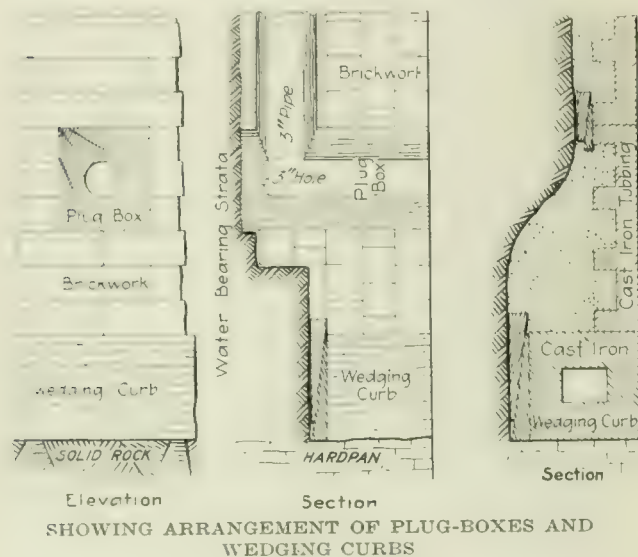 Plug Box
Brickwork
Wedging Curb
SOLID ROCK
Elevation
Water Bearing Strata
3" Pipe
3" Hole
Brickwork
Plug
Box
Wedging
Curb
HARDPAN
Section
Cast Iron Tubbing
Cast Iron
Wedging Curb
Section
SHOWING ARRANGEMENT OF PLUG-BOXES AND
WEDGING CURBS